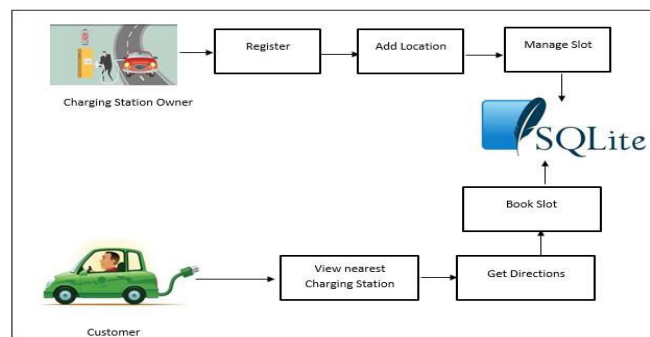 Register
Add Location
Manage Slot
Charging Station Owner
SQLite
Book Slot
View nearest
Charging Station
Get Directions
Customer